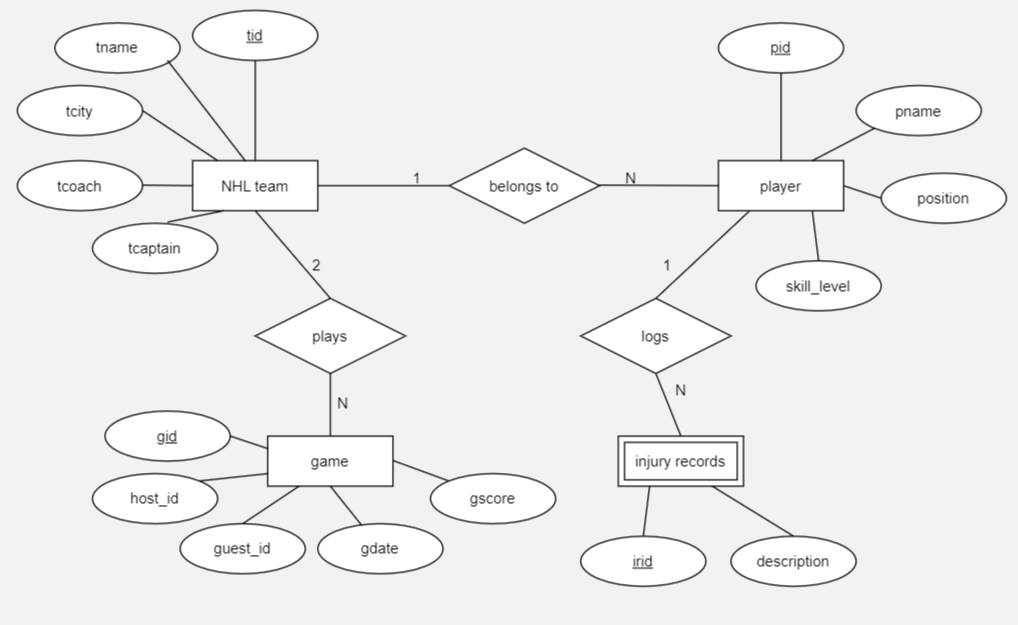 tname
tid
pid
tcity
pname
tcoach
NHL team
1
belongs to
N
player
position
tcaptain
2
1
skill_level
plays
logs
N
N
gid
game
injury records
host_id
gscore
guest_id
gdate
irid
description